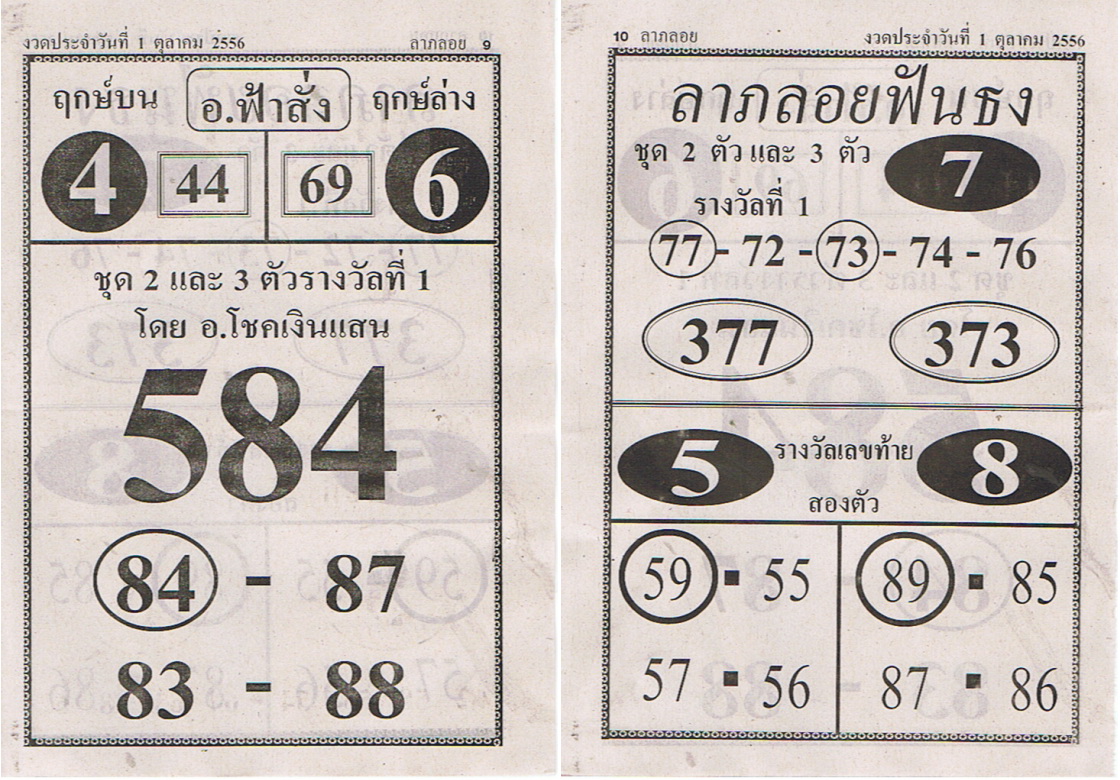 งวดประจำวันที่ 1 ตุลาคม 2556 ลาภลอย 9
ฤกษ์บน อ.ฟ้าสั่ง ฤกษ์ล่าง
4 44 69 6
ชุด 2 และ 3 ตัวรางวัลที่ 1
โดย อ.โชคเงินแสน
584
84 - 87
83 - 88
10 ลาภลอย งวดประจำวันที่ 1 ตุลาคม 2556
ลาภลอยฟันธง
ชุด 2 ตัว และ 3 ตัว 7
รางวัลที่ 1
77 - 72 - 73 - 74 - 76
377 373
5 รางวัลเลขท้าย 8
สองตัว
59 ▪ 55 89 ▪ 85
57 ▪ 56 87 ▪ 86